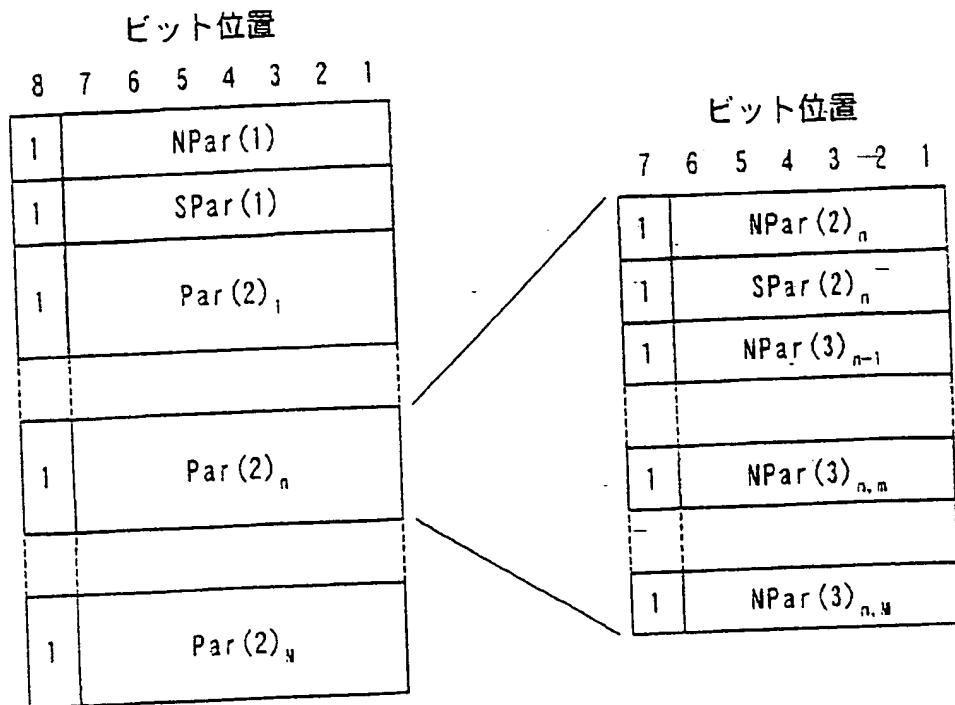 ビット位置
8 7 6 5 4 3 2 1
1 NPar(1)
1 SPar(1)
1 Par(2)₁
1 Par(2)ₙ
1 Par(2)_N
ビット位置
7 6 5 4 3 2 1
1 NPar(2)ₙ
1 SPar(2)ₙ
1 NPar(3)ₙ₋₁
1 NPar(3)ₙ,ₘ
1 NPar(3)ₙ,_M